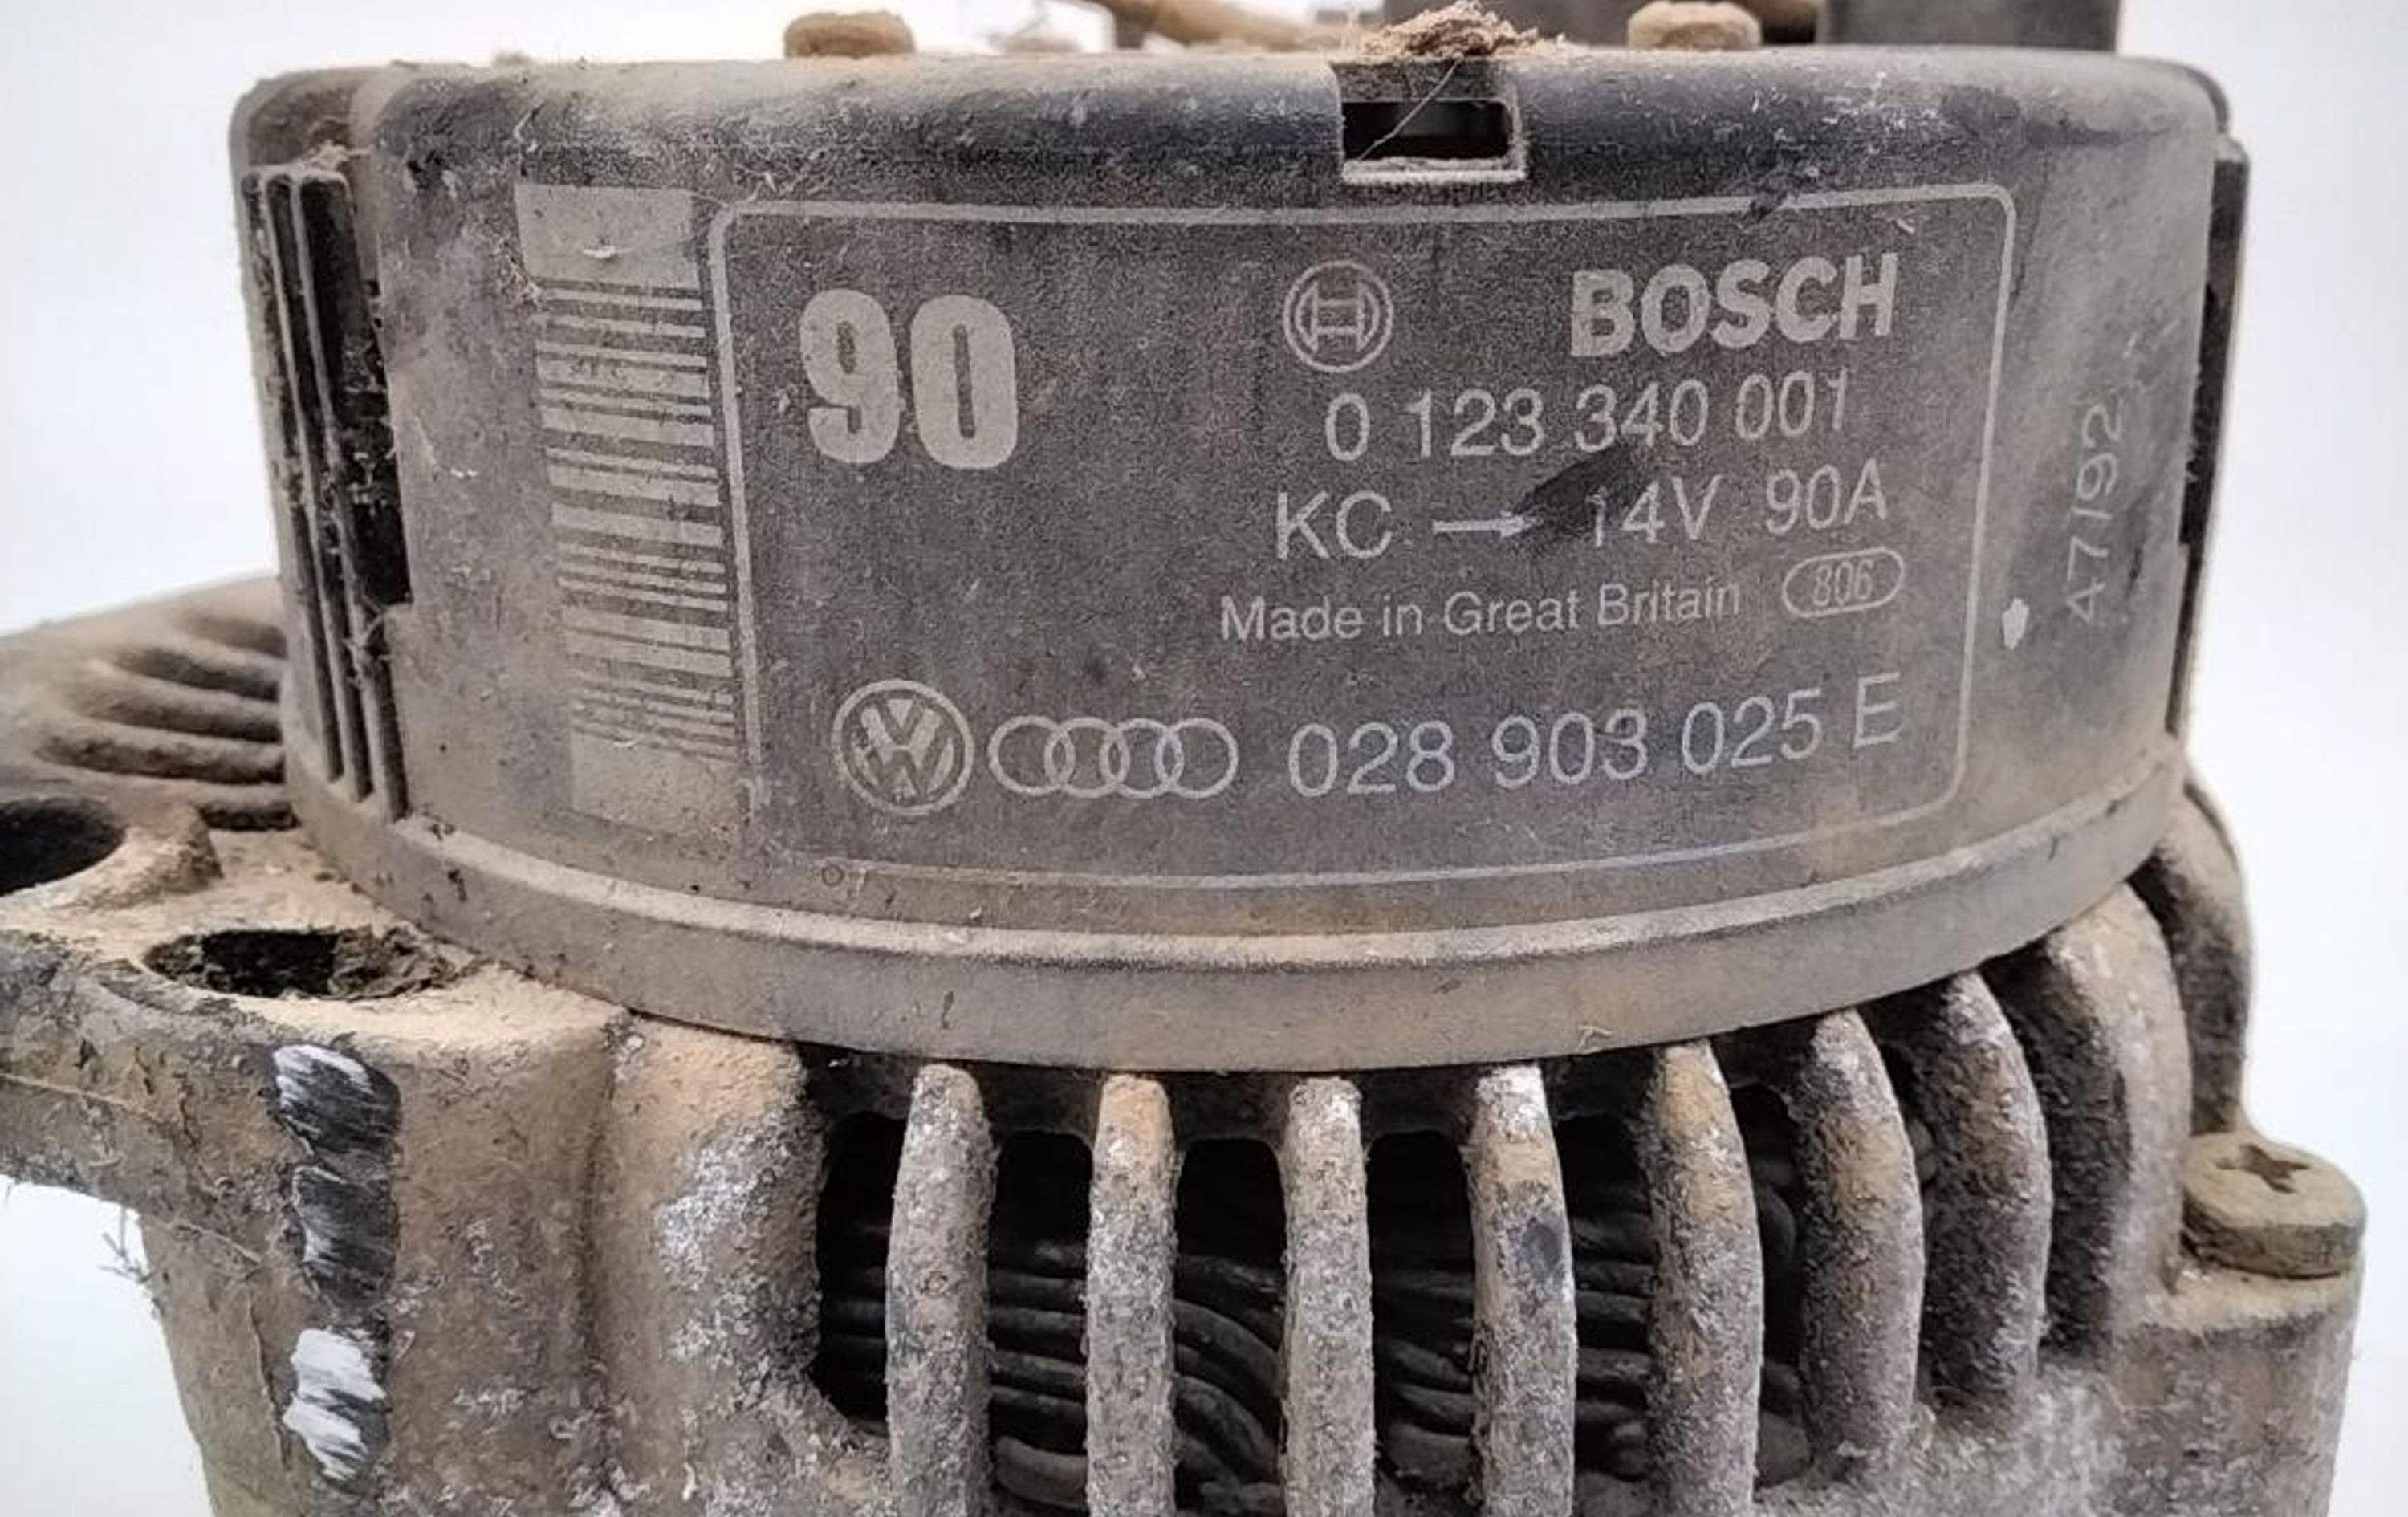 90
BOSCH
0 123 340 001
KC → 14V 90A
Made in Great Britain 806
028 903 025 E
47192